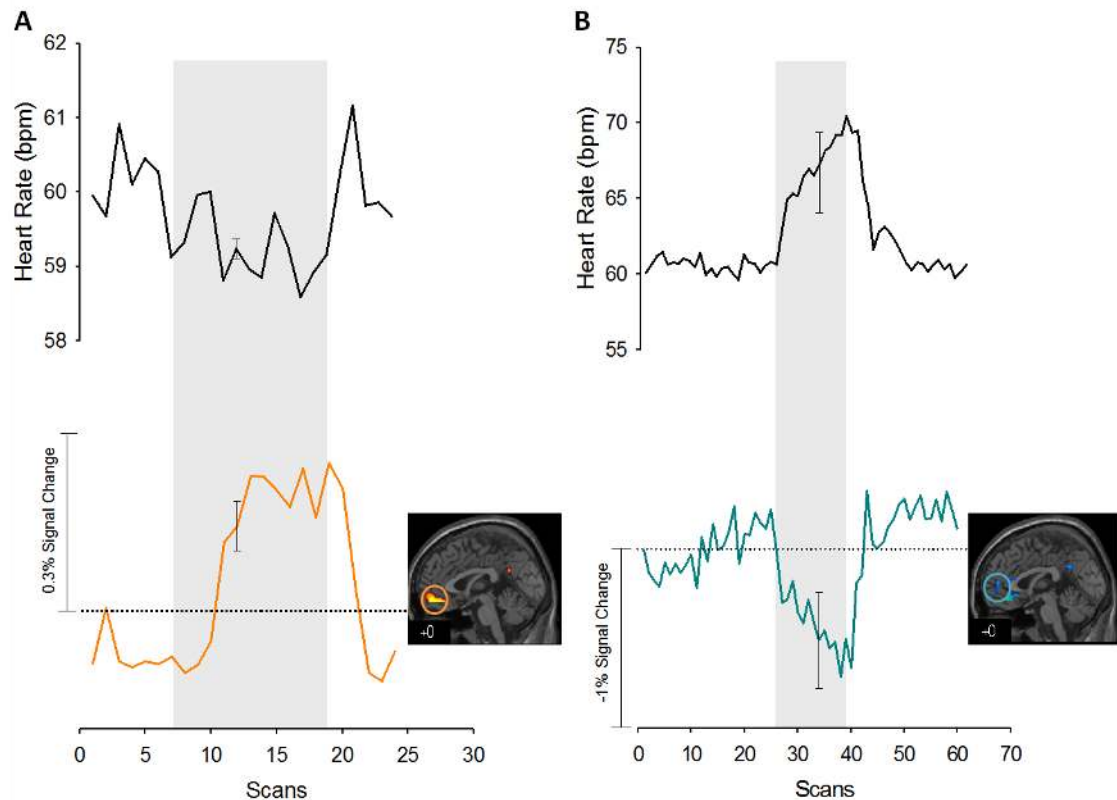 A
Heart Rate (bpm)
62
61
60
59
58
0.3% Signal Change
+0
0 5 10 15 20 25 30
Scans
B
Heart Rate (bpm)
75
70
65
60
55
-1% Signal Change
+0
0 10 20 30 40 50 60 70
Scans